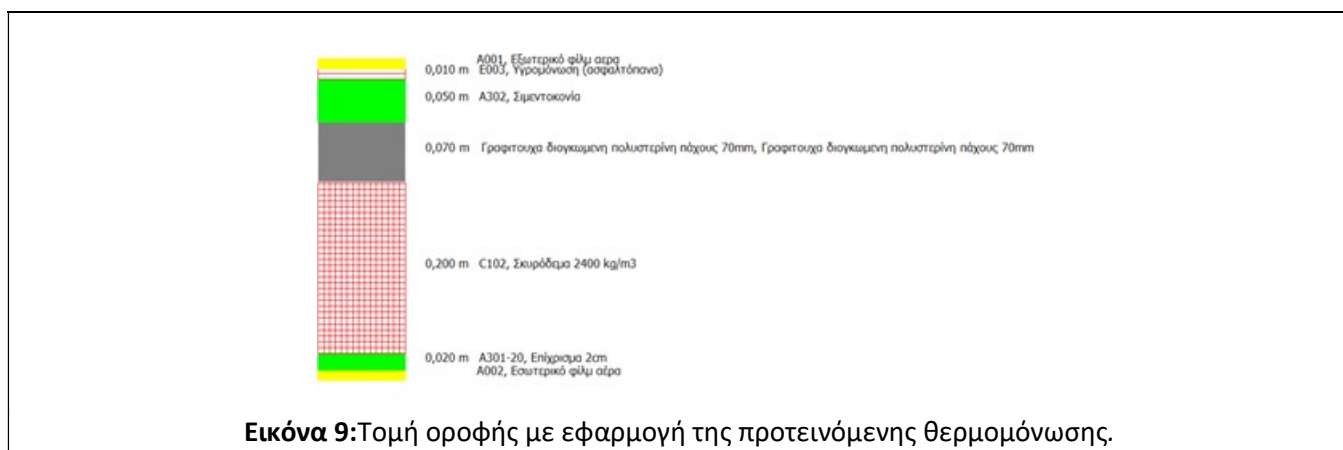 A001, Εξωτερικό φίλμ αερα
0,010 m E003, Υγρομόνωση (ασφαλτόπανα)
0,050 m A302, Σιμεντοκονία
0,070 m Γραφιτουχα διογκωμενη πολυστερίνη πάχους 70mm, Γραφιτουχα διογκωμενη πολυστερίνη πάχους 70mm
0,200 m C102, Σκυρόδεμα 2400 kg/m3
0,020 m A301-20, Επίχρισμα 2cm
A002, Εσωτερικό φίλμ αέρα
Εικόνα 9:Τομή οροφής με εφαρμογή της προτεινόμενης θερμομόνωσης.